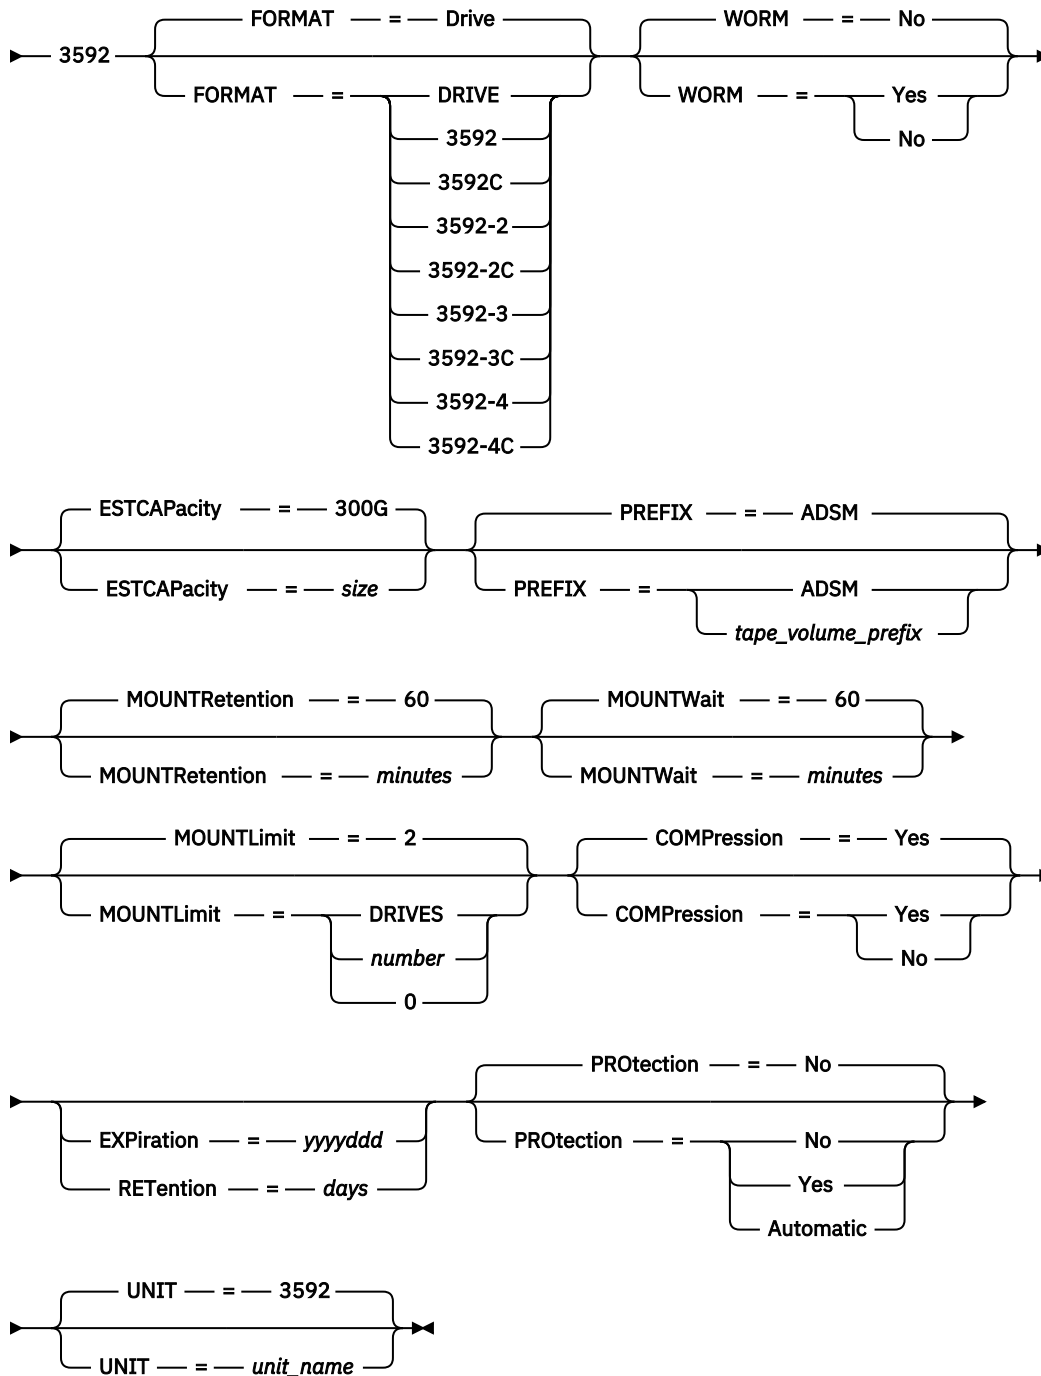 FORMAT = Drive WORM = No
3592
FORMAT = DRIVE WORM = Yes
3592 No
3592C
3592-2
3592-2C
3592-3
3592-3C
3592-4
3592-4C
ESTCAPacity = 300G PREFIX = ADSM
ESTCAPacity = size PREFIX = ADSM
tape_volume_prefix
MOUNTRetention = 60 MOUNTWait = 60
MOUNTRetention = minutes MOUNTWait = minutes
MOUNTLimit = 2 COMPression = Yes
MOUNTLimit = DRIVES COMPression = Yes
number No
0
PROtection = No
EXPiration = yyyyddd PROtection = No
RETention = days Yes
Automatic
UNIT = 3592
UNIT = unit_name